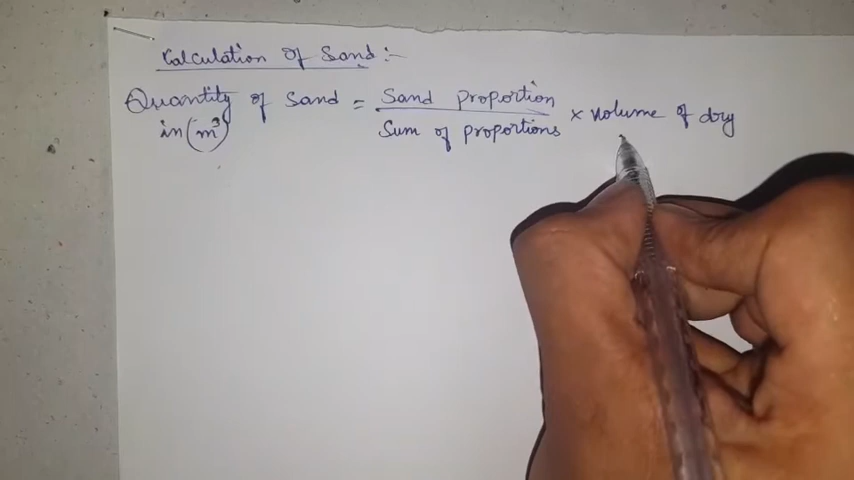 Calculation of Sand:-
Quantity of Sand = Sand proportion
in (m³) Sum of proportions × volume of dry